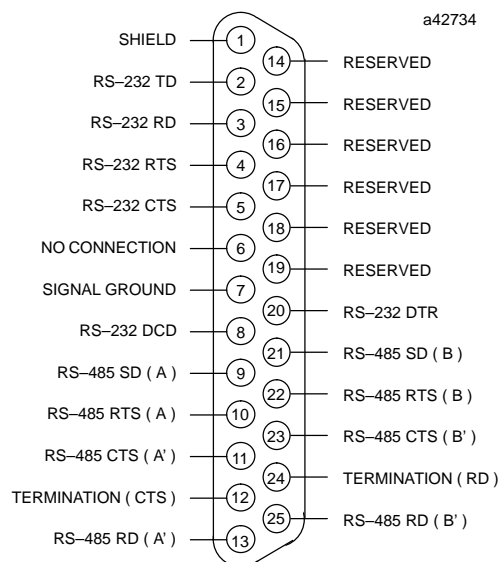 a42734
SHIELD 1
14 RESERVED
RS–232 TD 2
15 RESERVED
RS–232 RD 3
16 RESERVED
RS–232 RTS 4
17 RESERVED
RS–232 CTS 5
18 RESERVED
NO CONNECTION 6
19 RESERVED
SIGNAL GROUND 7
20 RS–232 DTR
RS–232 DCD 8
21 RS–485 SD ( B )
RS–485 SD ( A ) 9
22 RS–485 RTS ( B )
RS–485 RTS ( A ) 10
23 RS–485 CTS ( B' )
RS–485 CTS ( A' ) 11
24 TERMINATION ( RD )
TERMINATION ( CTS ) 12
25 RS–485 RD ( B' )
RS–485 RD ( A' ) 13